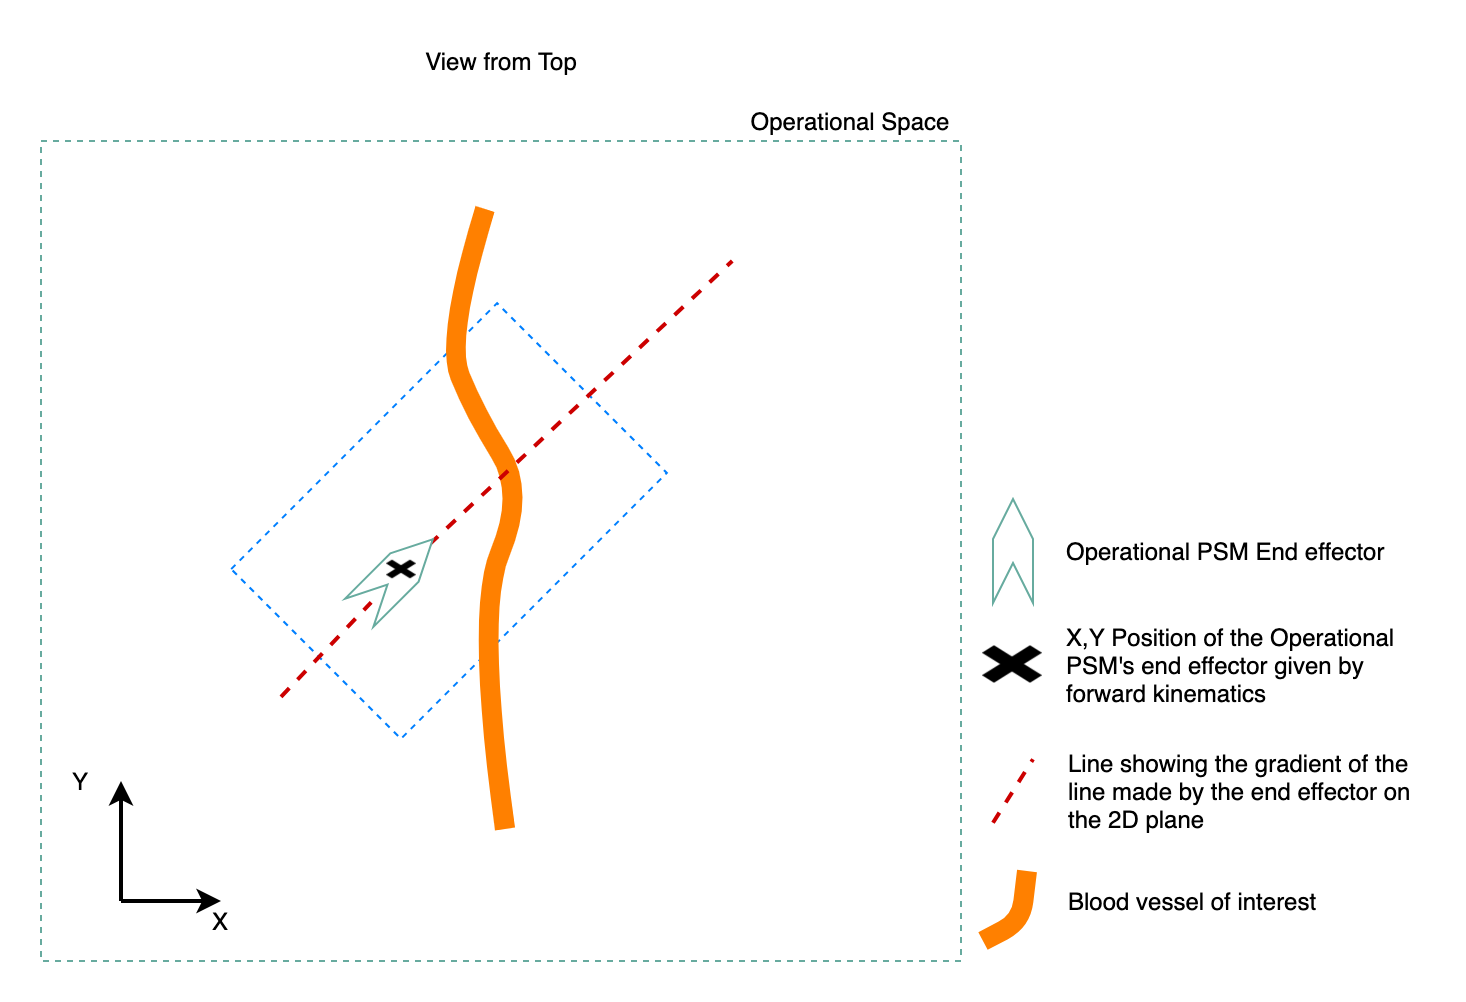 View from Top
Operational Space
Operational PSM End effector
X,Y Position of the Operational
PSM's end effector given by
forward kinematics
Line showing the gradient of the
line made by the end effector on
the 2D plane
Y
X
Blood vessel of interest